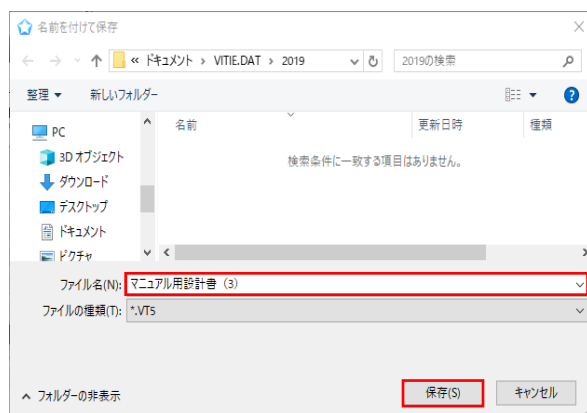 名前を付けて保存
« ドキュメント › VITIE.DAT › 2019
2019の検索
整理
新しいフォルダー
名前
更新日時
種類
検索条件に一致する項目はありません。
PC
3D オブジェクト
ダウンロード
デスクトップ
ドキュメント
ピクチャ
ファイル名(N): マニュアル用設計書（3）
ファイルの種類(T): *.VT5
フォルダーの非表示
保存(S)
キャンセル